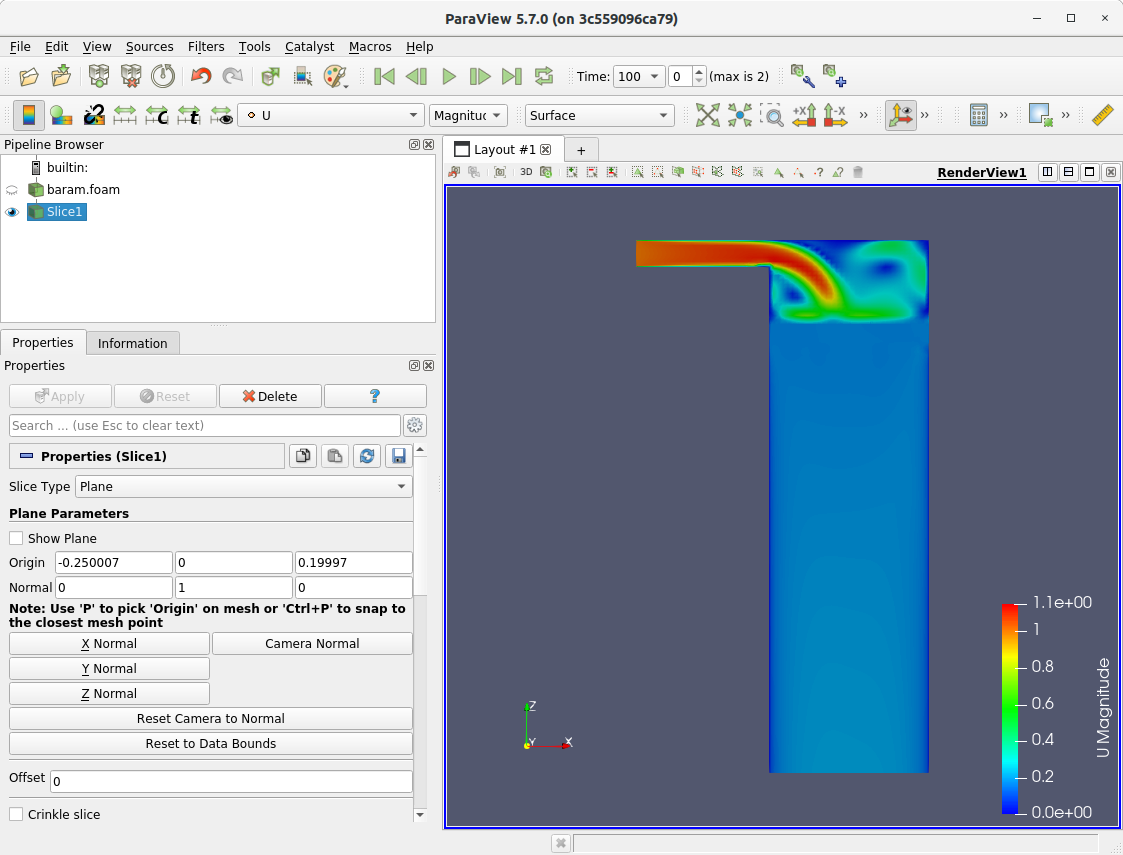 ParaView 5.7.0 (on 3c559096ca79)
File Edit View Sources Filters Tools Catalyst Macros Help
Time: 100 0 (max is 2)
U Magnituc Surface
Pipeline Browser
builtin:
baram.foam
Slice1
Properties Information
Properties
Apply Reset Delete ?
Search ... (use Esc to clear text)
Properties (Slice1)
Slice Type Plane
Plane Parameters
Show Plane
Origin -0.250007 0 0.19997
Normal 0 1 0
Note: Use 'P' to pick 'Origin' on mesh or 'Ctrl+P' to snap to
the closest mesh point
X Normal Camera Normal
Y Normal
Z Normal
Reset Camera to Normal
Reset to Data Bounds
Offset 0
Crinkle slice
Layout #1 +
3D RenderView1
Z
Y X
1.1e+00
1
0.8
0.6
0.4
0.2
0.0e+00
U Magnitude